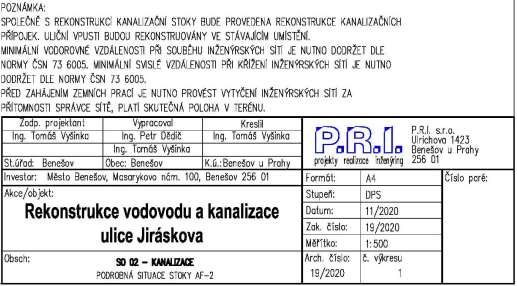 POZNÁMKA:
SPOLEČNĚ S REKONSTRUKCÍ KANALIZAČNÍ STOKY BUDE PROVEDENA REKONSTRUKCE KANALIZAČNÍCH
PŘÍPOJEK. ULIČNÍ VPUSTI BUDOU REKONSTRUOVÁNY VE STÁVAJÍCÍM UMÍSTĚNÍ.
MINIMÁLNÍ VODOROVNÉ VZDÁLENOSTI PŘI SOUBĚHU INŽENÝRSKÝCH SÍTÍ JE NUTNO DODRŽET DLE
NORMY ČSN 73 6005. MINIMÁLNÍ SVISLÉ VZDÁLENOSTI PŘI KŘÍŽENÍ INŽENÝRSKÝCH SÍTÍ JE NUTNO
DODRŽET DLE NORMY ČSN 73 6005.
PŘED ZAHÁJENÍM ZEMNÍCH PRACÍ JE NUTNO PROVÉST VYTYČENÍ INŽENÝRSKÝCH SÍTÍ ZA
PŘÍTOMNOSTI SPRÁVCE SÍTĚ, PLATÍ SKUTEČNÁ POLOHA V TERÉNU.
Zodp. projektant Vypracoval Kreslil
Ing. Tomáš Vyšinka Ing. Petr Dědič Ing. Tomáš Vyšinka
Ing. Tomáš Vyšinka
St.úřad: Benešov Obec: Benešov K.ú.:Benešov u Prahy
P.R.I.
projekty realizace inženýring
P.R.I. s.r.o.
Ulrichova 1423
Benešov u Prahy
256 01
Investor: Město Benešov, Masarykovo nám. 100, Benešov 256 01
Akce/objekt:
Rekonstrukce vodovodu a kanalizace
ulice Jiráskova
Obsah: SO 02 - KANALIZACE
PODROBNÁ SITUACE STOKY AF-2
Formát: A4
Stupeň: DPS
Datum: 11/2020
Zak. číslo: 19/2020
Měřítko: 1:500
Arch. číslo: č. výkresu
19/2020 1
Číslo paré: